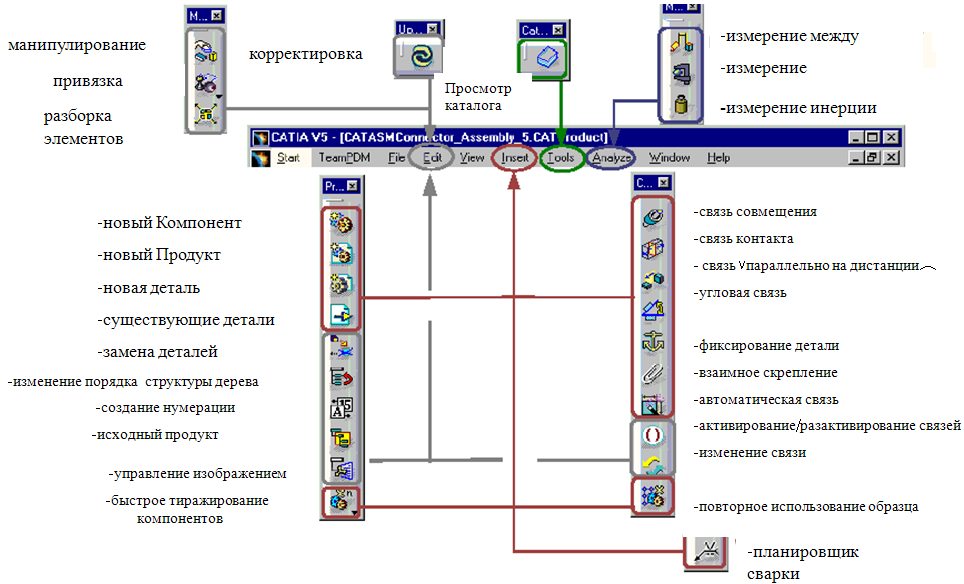 M...
Up...
Cat...
M...
манипулирование
привязка
разборка
элементов
корректировка
Просмотр
каталога
-измерение между
-измерение
-измерение инерции
CATIA V5 - [CATASMConnector_Assembly_5.CATProduct]
Start TeamPDM File Edit View Insert Tools Analyze Window Help
Pr...
C...
-новый Компонент
-новый Продукт
-новая деталь
-существующие детали
-замена деталей
-изменение порядка структуры дерева
-создание нумерации
-исходный продукт
-управление изображением
-быстрое тиражирование
компонентов
-связь совмещения
-связь контакта
- связь \/параллельно на дистанции
-угловая связь
-фиксирование детали
-взаимное скрепление
-автоматическая связь
-активирование/разактивирование связей
-изменение связи
-повторное использование образца
-планировщик
сварки